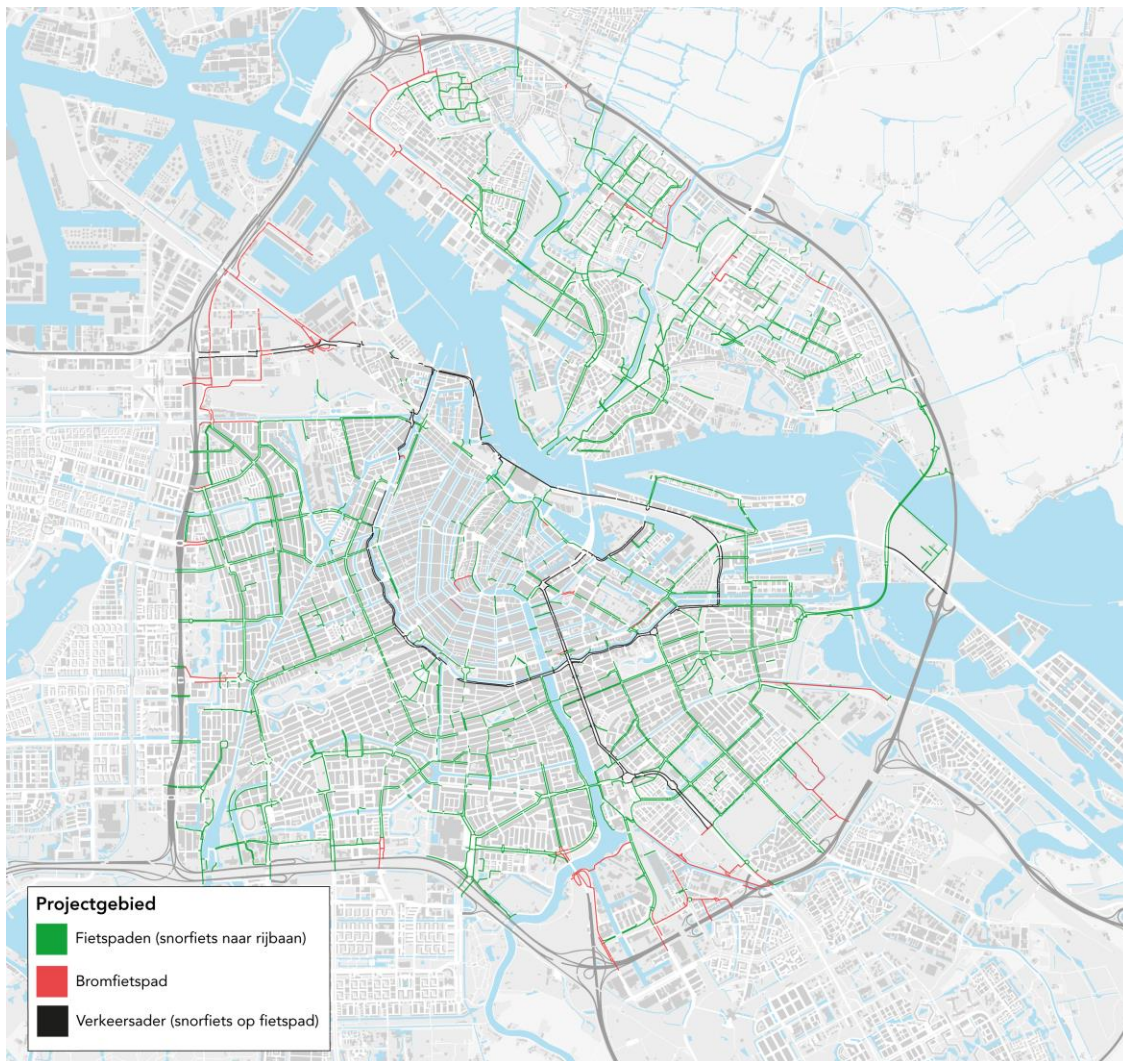 Projectgebied
Fietspaden (snorfiets naar rijbaan)
Bromfietspad
Verkeersader (snorfiets op fietspad)